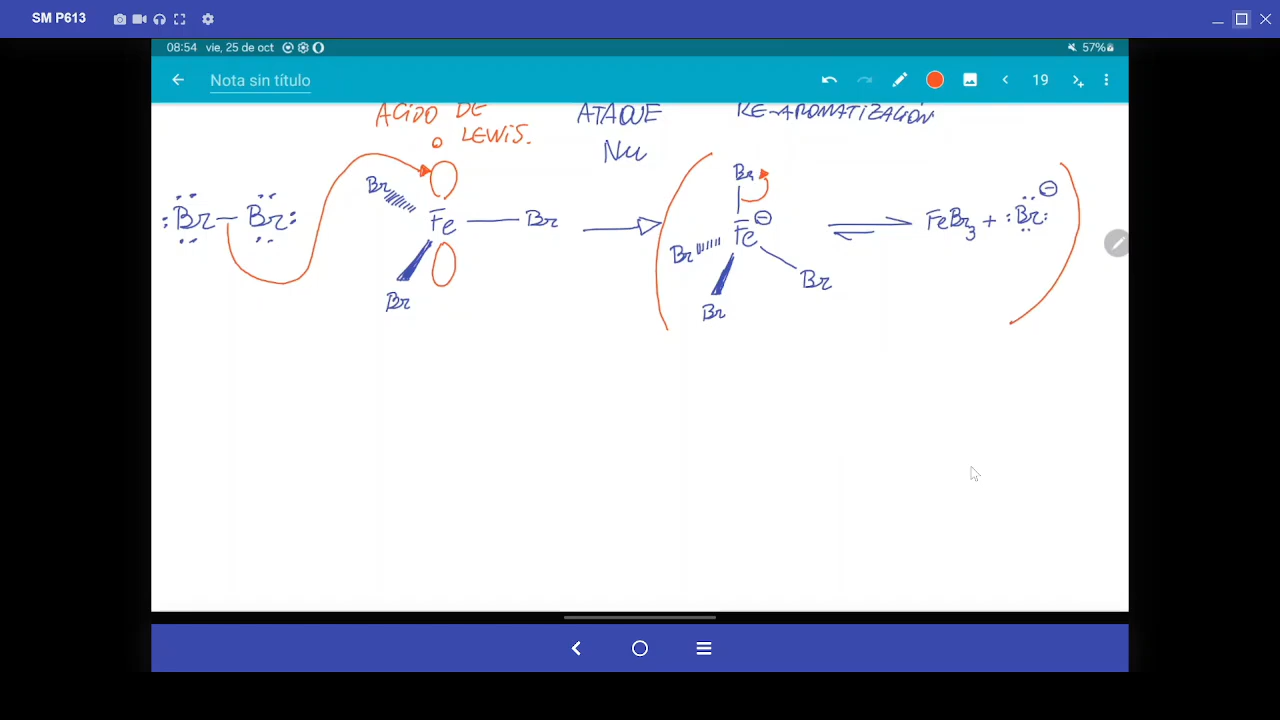 SM P613
08:54 vie, 25 de oct
57%
Nota sin título
19
ACIDO DE LEWIS.
ATAQUE Nu
RE-AROMATIZACIÓN
:Br—Br:
Br
Fe — Br
Br
Br
Fe ⊖
Br
Br
Br
FeBr3 + :Br: ⊖